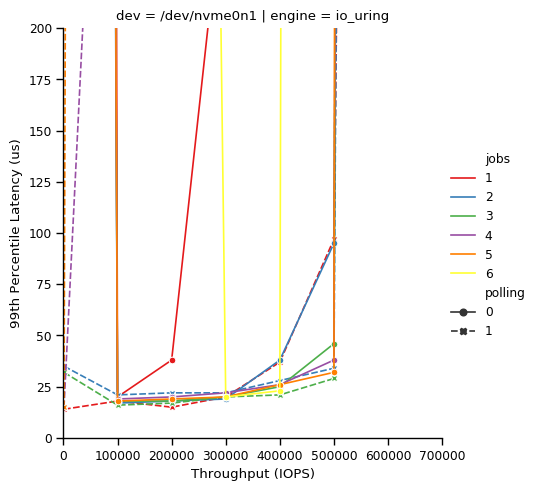 dev = /dev/nvme0n1 | engine = io_uring
200
175
150
125
100
75
50
25
0
99th Percentile Latency (us)
0 100000 200000 300000 400000 500000 600000 700000
Throughput (IOPS)
jobs
1
2
3
4
5
6
polling
0
1